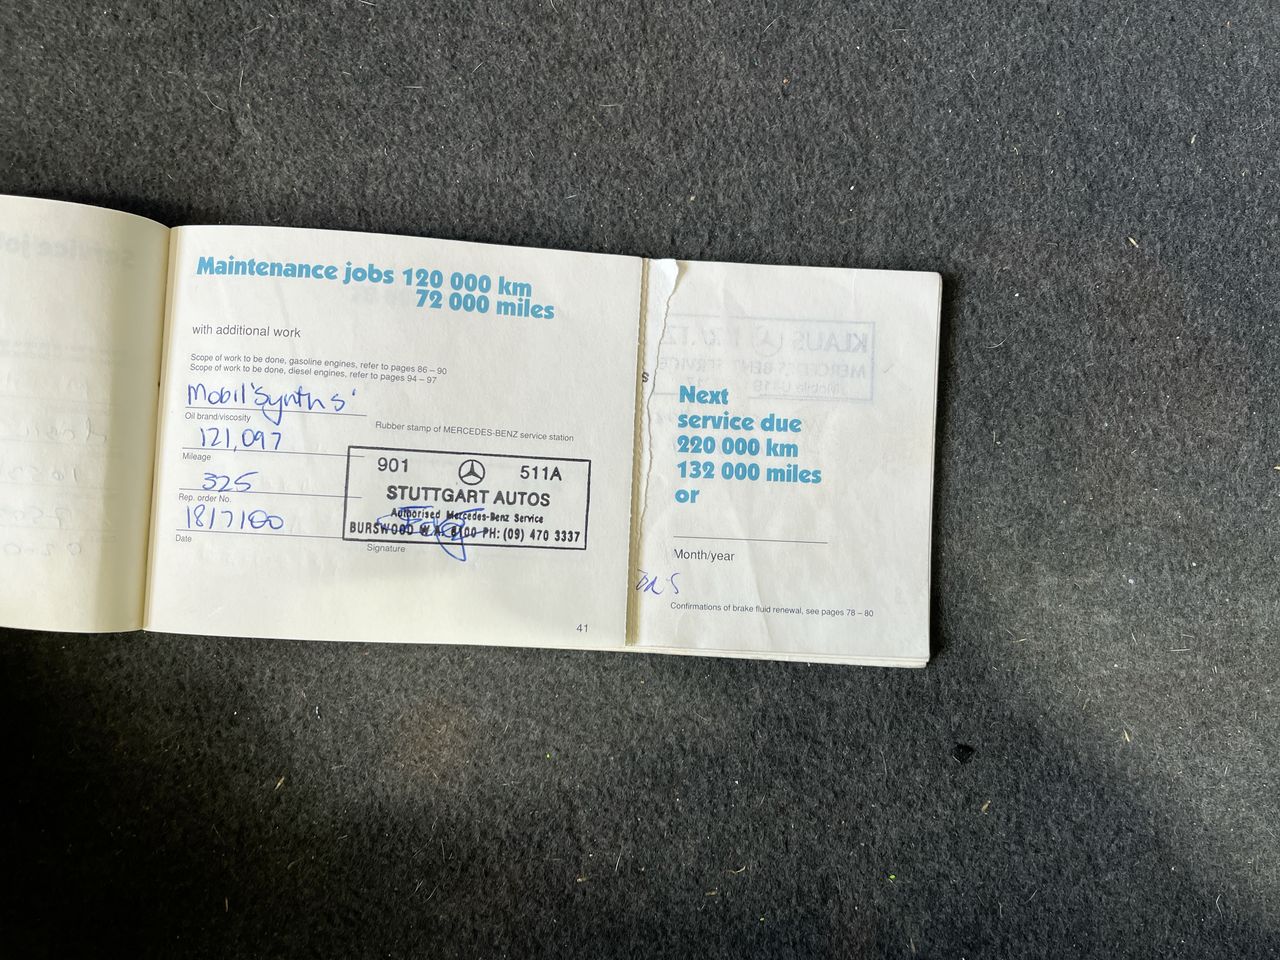 Maintenance jobs 120 000 km
72 000 miles
with additional work
Scope of work to be done, gasoline engines, refer to pages 86 – 90
Scope of work to be done, diesel engines, refer to pages 94 – 97
Mobil 'Synth S'
Oil brand/viscosity
Rubber stamp of MERCEDES-BENZ service station
121,097
Mileage
325
Rep. order No.
18/7/00
Date
901 511A
STUTTGART AUTOS
Authorised Mercedes-Benz Service
BURSWOOD W.A. 6100 PH: (09) 470 3337
Signature
41
Next
service due
220 000 km
132 000 miles
or
Month/year
Confirmations of brake fluid renewal, see pages 78 – 80